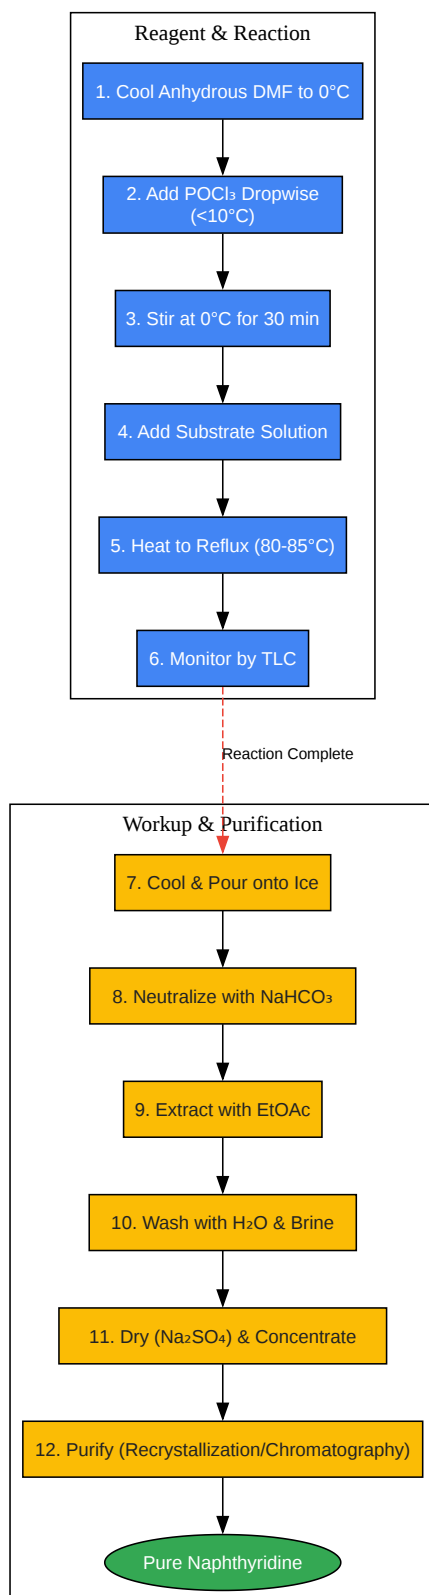 Reagent & Reaction
1. Cool Anhydrous DMF to 0°C
2. Add POCl₃ Dropwise
(<10°C)
3. Stir at 0°C for 30 min
4. Add Substrate Solution
5. Heat to Reflux (80-85°C)
6. Monitor by TLC
Reaction Complete
Workup & Purification
7. Cool & Pour onto Ice
8. Neutralize with NaHCO₃
9. Extract with EtOAc
10. Wash with H₂O & Brine
11. Dry (Na₂SO₄) & Concentrate
12. Purify (Recrystallization/Chromatography)
Pure Naphthyridine